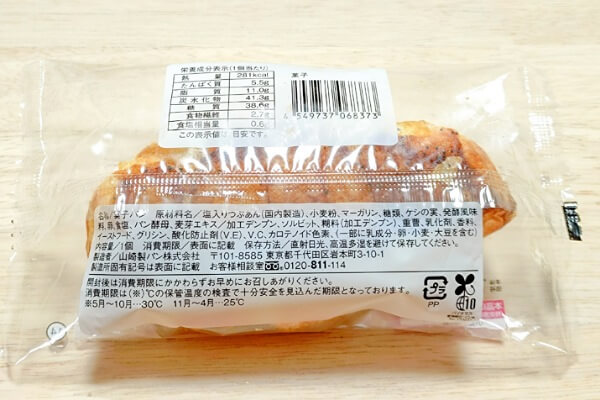 栄養成分表示(1個当たり)
熱量 281kcal
たんぱく質 5.5g
脂質 11.0g
炭水化物 41.3g
糖質 38.6g
食物繊維 2.7g
食塩相当量 0.6g
この表示値は、目安です。
菓子
4 549737 068373
名称/菓子パン 原材料名/塩入りつぶあん(国内製造)、小麦粉、マーガリン、糖類、ケシの実、発酵風味
料、卵、食塩、パン酵母、麦芽エキス/加工デンプン、ソルビット、糊料(加工デンプン)、重曹、乳化剤、香料、
イーストフード、グリシン、酸化防止剤(V.E)、V.C、カロテノイド色素、(一部に乳成分・卵・小麦・大豆を含む)
内容量/1個 消費期限/表面に記載 保存方法/直射日光、高温多湿を避けて保存してください。
製造者/山崎製パン株式会社 〒101-8585 東京都千代田区岩本町3-10-1
製造所固有記号は表面に記載 お客様相談室 0120-811-114
開封後は消費期限にかかわらずお早めにお召しあがりください。
消費期限は(※)℃の保管温度の検査で十分安全を見込んだ期限となっております。
※5月~10月…30℃ 11月~4月…25℃
プラ
PP
10